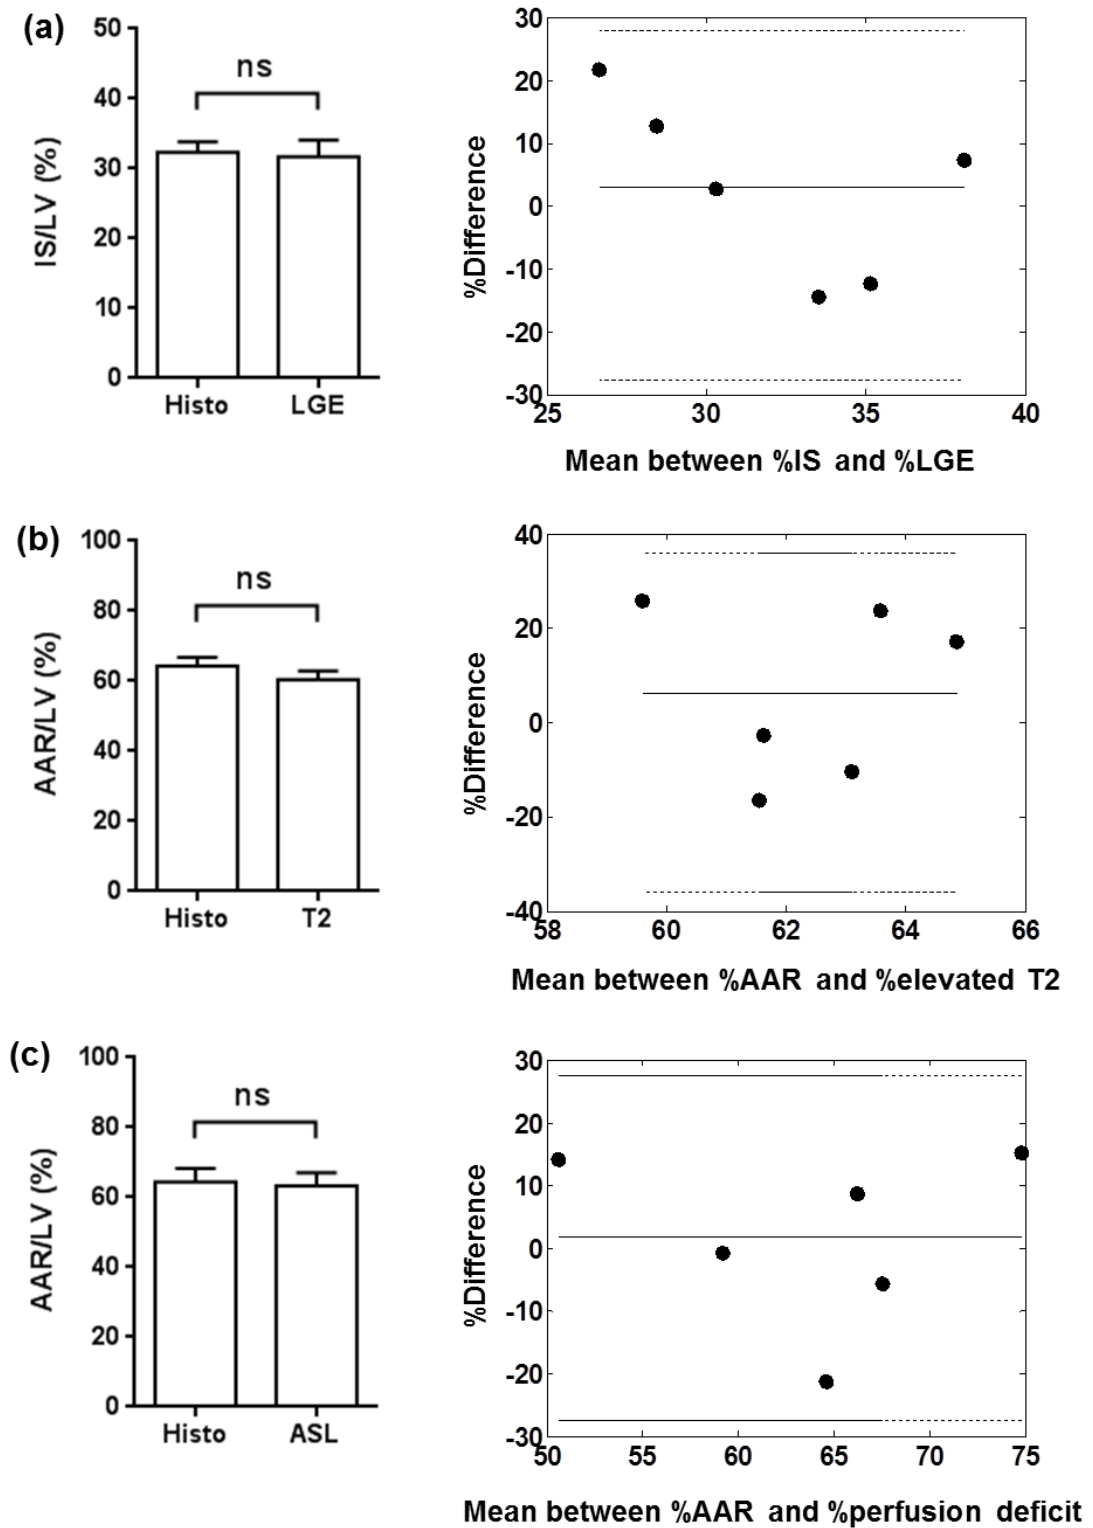 (a)
50
40
30
20
10
0
IS/LV (%)
ns
Histo LGE
30
20
10
0
-10
-20
-30
%Difference
25 30 35 40
Mean between %IS and %LGE
(b)
100
80
60
40
20
0
AAR/LV (%)
ns
Histo T2
40
20
0
-20
-40
%Difference
58 60 62 64 66
Mean between %AAR and %elevated T2
(c)
100
80
60
40
20
0
AAR/LV (%)
ns
Histo ASL
30
20
10
0
-10
-20
-30
%Difference
50 55 60 65 70 75
Mean between %AAR and %perfusion deficit